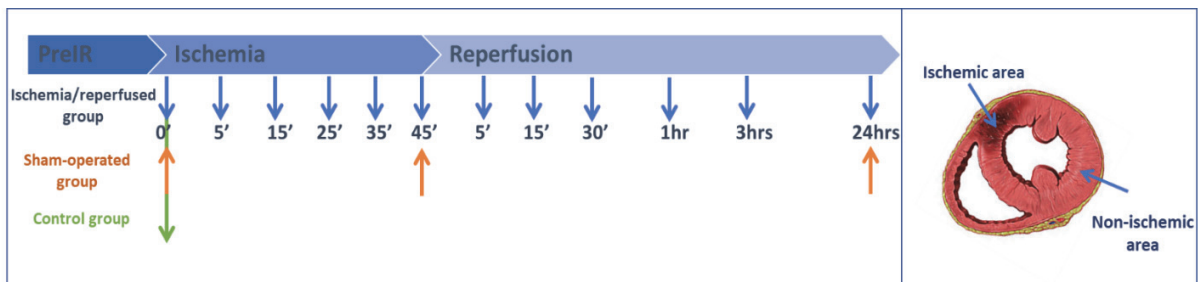 PreIR Ischemia Reperfusion
Ischemia/reperfused
group
0' 5' 15' 25' 35' 45' 5' 15' 30' 1hr 3hrs 24hrs
Sham-operated
group
Control group
Ischemic area
Non-ischemic
area